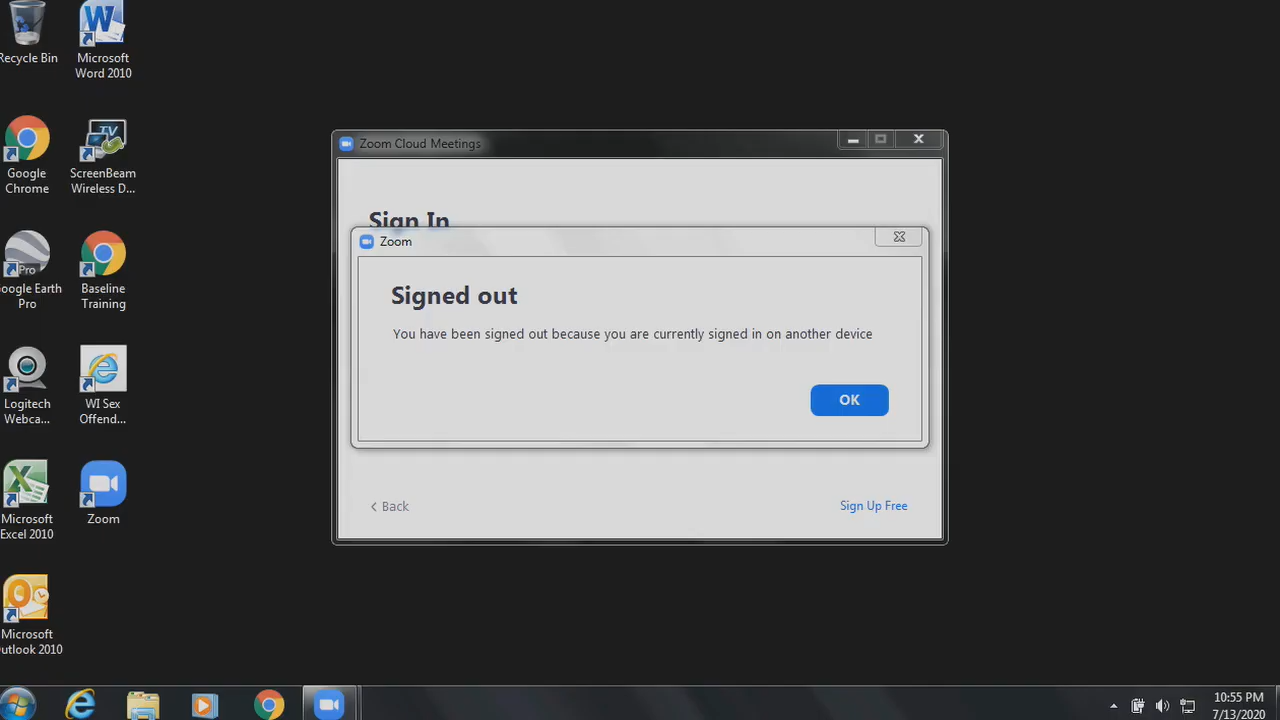 Recycle Bin
Microsoft
Word 2010
Google
Chrome
TV
ScreenBeam
Wireless D...
Pro
oogle Earth
Pro
Baseline
Training
Logitech
Webca...
WI Sex
Offend...
Microsoft
Excel 2010
Zoom
Microsoft
utlook 2010
Zoom Cloud Meetings
Sign In
Zoom
Signed out
You have been signed out because you are currently signed in on another device
OK
Back
Sign Up Free
10:55 PM
7/13/2020